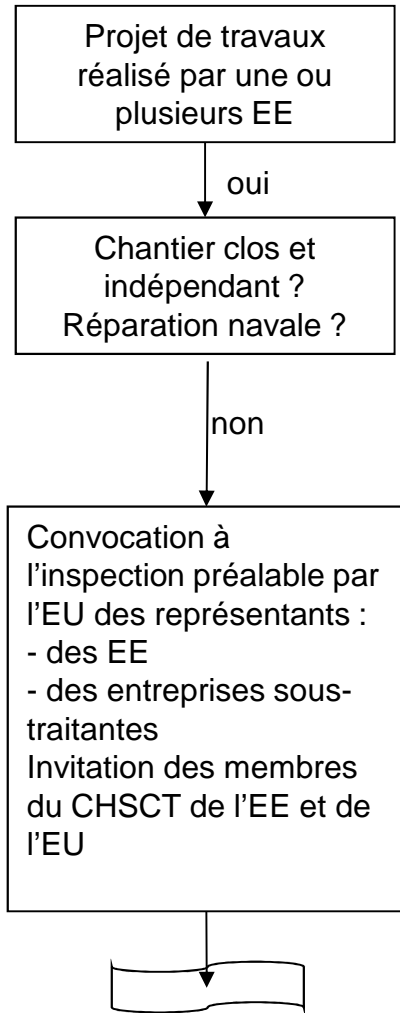 Projet de travaux
réalisé par une ou
plusieurs EE
oui
Chantier clos et
indépendant ?
Réparation navale ?
non
Convocation à
l’inspection préalable par
l’EU des représentants :
- des EE
- des entreprises sous-
traitantes
Invitation des membres
du CHSCT de l’EE et de
l’EU